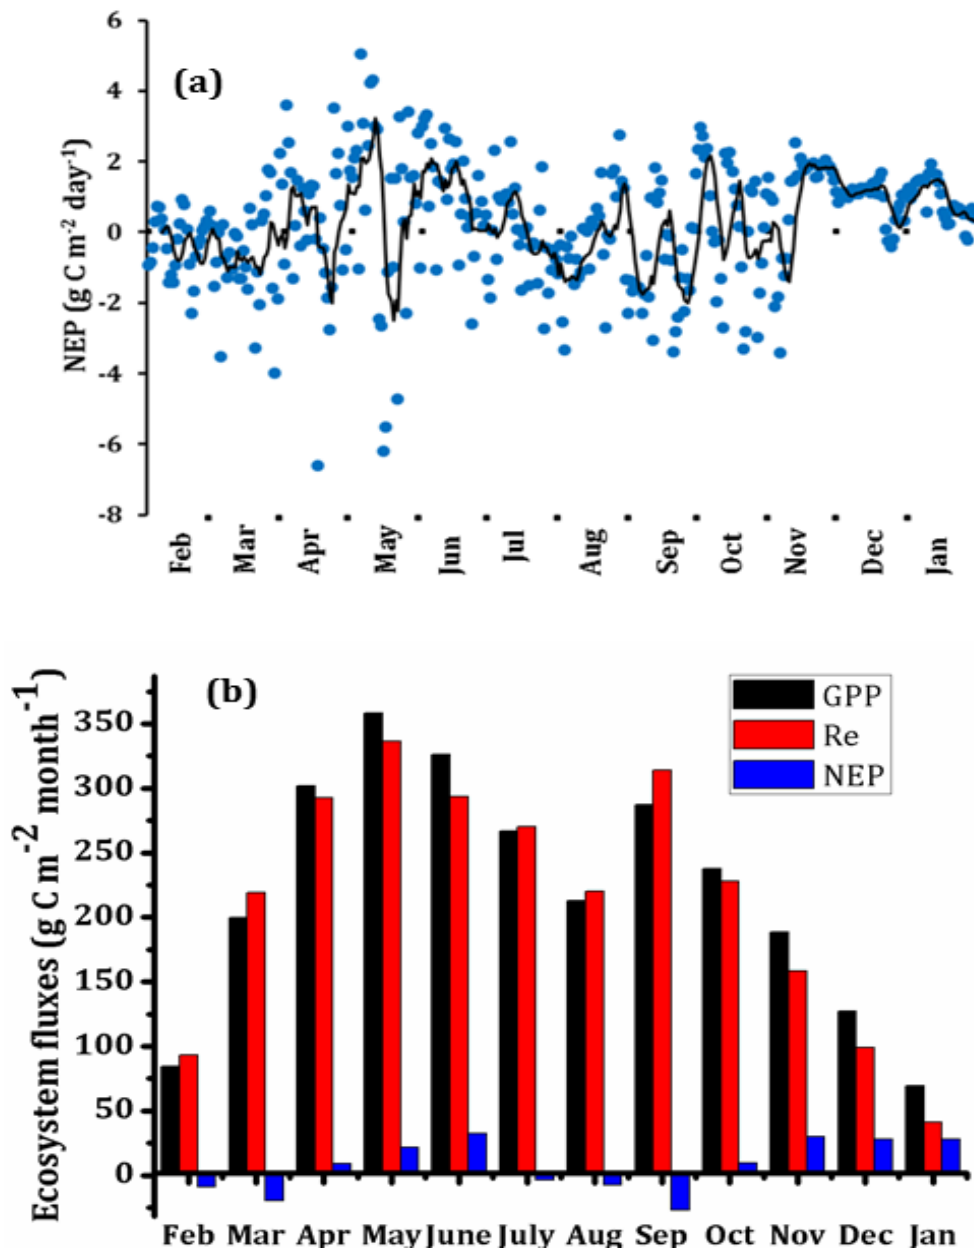 6
4
2
0
-2
-4
-6
-8
NEP (g C m-2 day-1)
(a)
Feb Mar Apr May Jun Jul Aug Sep Oct Nov Dec Jan
(b)
GPP
Re
NEP
350
300
250
200
150
100
50
0
Ecosystem fluxes (g C m-2 month-1)
Feb Mar Apr May June July Aug Sep Oct Nov Dec Jan